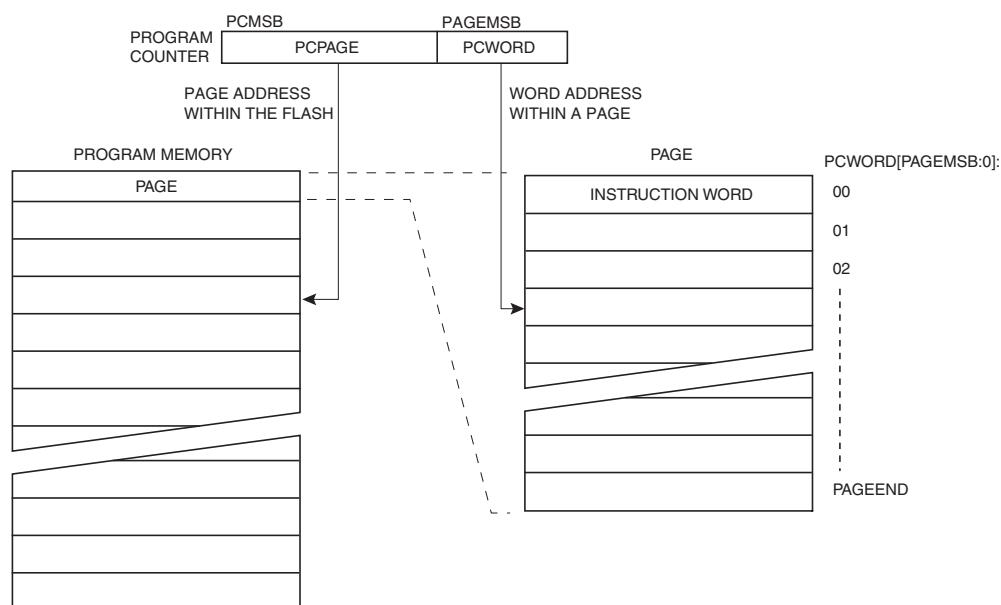 PCMSB
PAGEMSB
PROGRAM
COUNTER
PCPAGE
PCWORD
PAGE ADDRESS
WITHIN THE FLASH
WORD ADDRESS
WITHIN A PAGE
PROGRAM MEMORY
PAGE
PCWORD[PAGEMSB:0]:
PAGE
INSTRUCTION WORD
00
01
02
PAGEEND